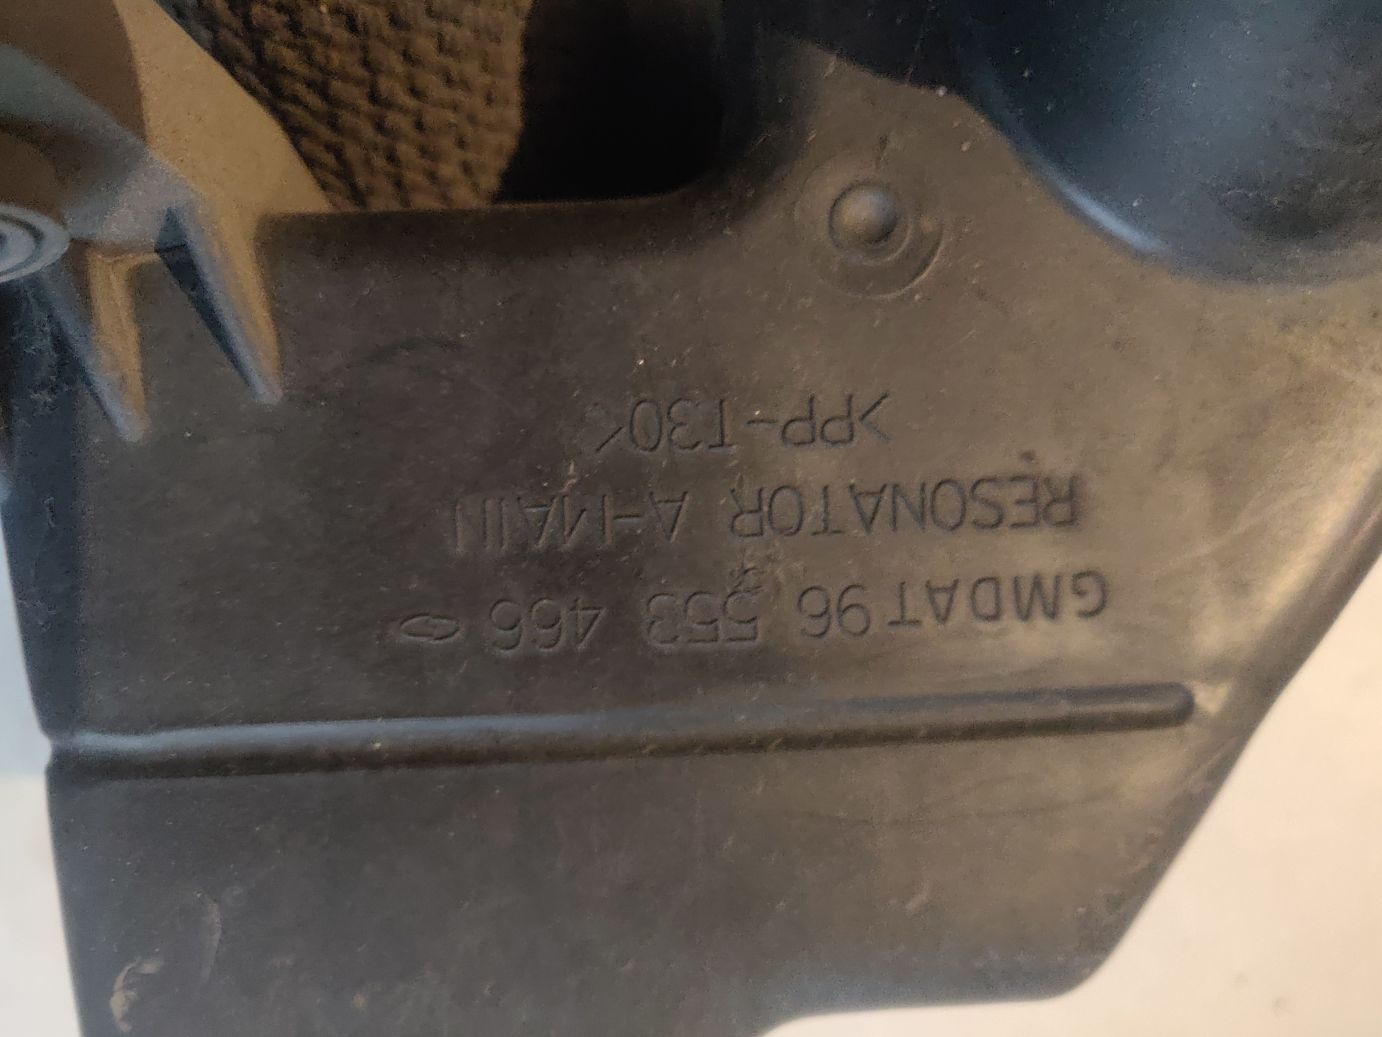 GMDAT 96 553 466
RESONATOR A-MAIN
>PP-T30<